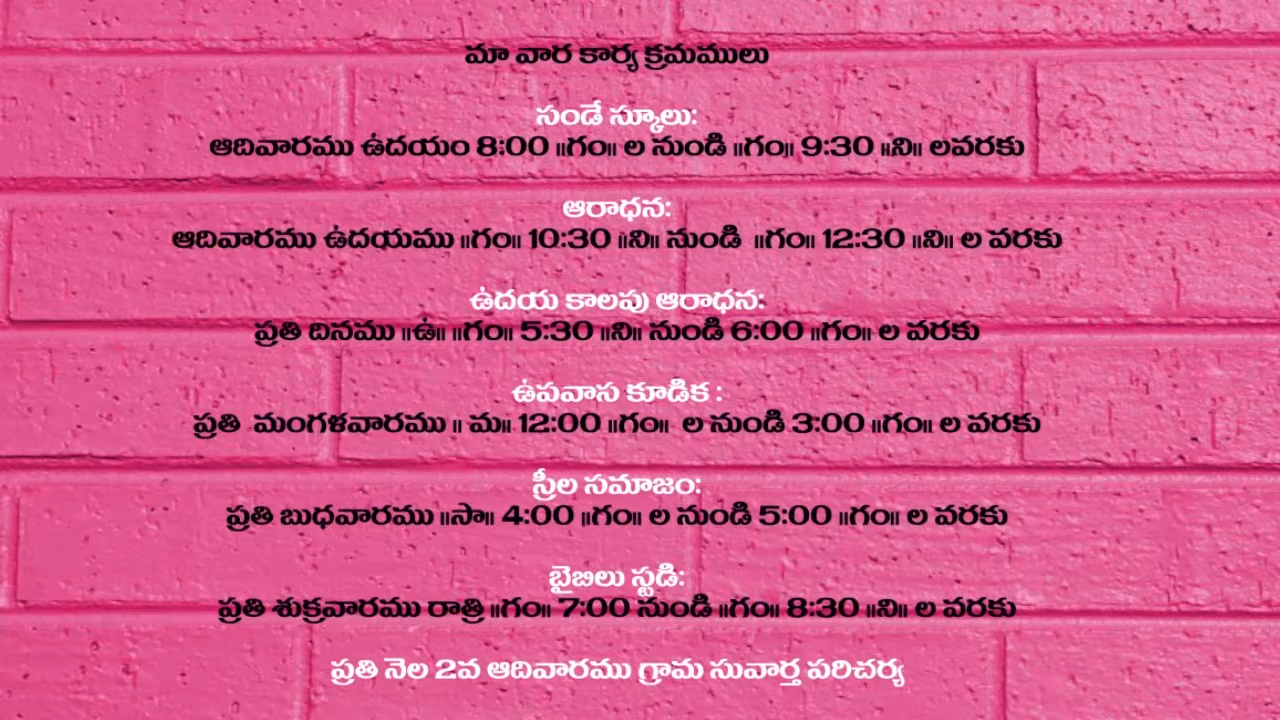 మా వార కార్య క్రమములు
సండే స్కూలు:
ఆదివారము ఉదయం 8:00 ॥గం॥ ల నుండి ॥గం॥ 9:30 ॥ని॥ లవరకు
ఆరాధన:
ఆదివారము ఉదయము ॥గం॥ 10:30 ॥ని॥ నుండి ॥గం॥ 12:30 ॥ని॥ ల వరకు
ఉదయ కాలపు ఆరాధన:
ప్రతి దినము ॥ఉ॥ ॥గం॥ 5:30 ॥ని॥ నుండి 6:00 ॥గం॥ ల వరకు
ఉపవాస కూడిక :
ప్రతి మంగళవారము ॥ మ॥ 12:00 ॥గం॥ ల నుండి 3:00 ॥గం॥ ల వరకు
స్రీల సమాజం:
ప్రతి బుధవారము ॥సా॥ 4:00 ॥గం॥ ల నుండి 5:00 ॥గం॥ ల వరకు
బైబిలు స్టడి:
ప్రతి శుక్రవారము రాత్రి ॥గం॥ 7:00 నుండి ॥గం॥ 8:30 ॥ని॥ ల వరకు
ప్రతి నెల 2వ ఆదివారము గ్రామ సువార్త పరిచర్య